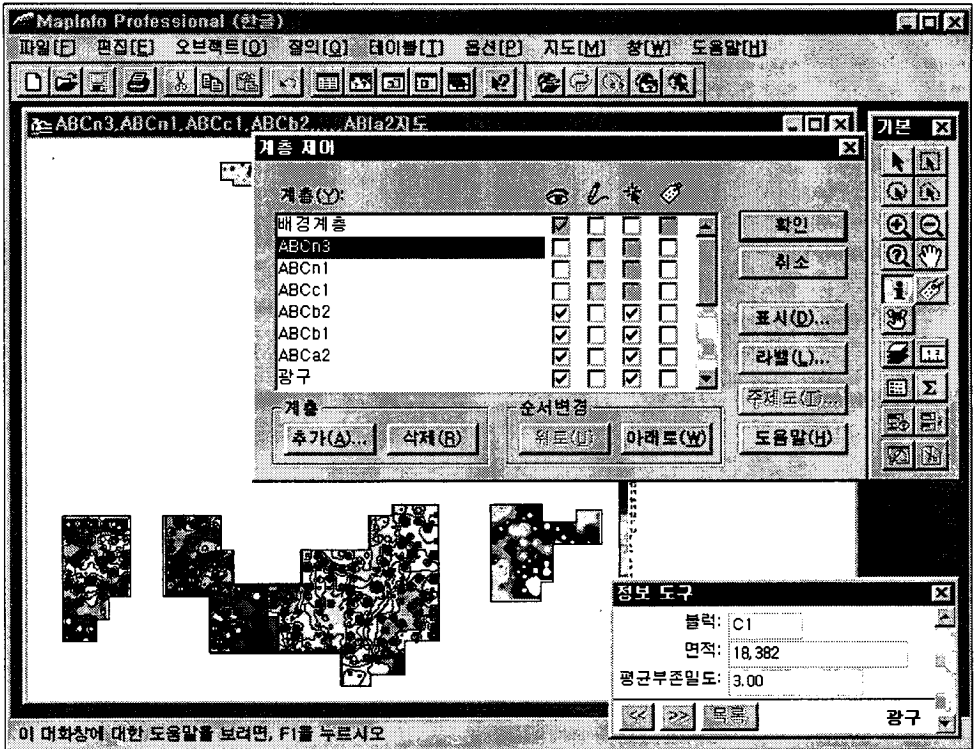 MapInfo Professional (한글)
파일[F] 편집[E] 오브젝트[O] 질의[Q] 테이블[T] 옵션[P] 지도[M] 창[W] 도움말[H]
ABCn3,ABCn1,ABCc1,ABCb2,...,ABIa2지도
기본
계층 제어
계층(Y):
배경계층
ABCn3
ABCn1
ABCc1
ABCb2
ABCb1
ABCa2
광구
확인
취소
표시(D)...
라벨(L)...
주제도(T)...
도움말(H)
계층
추가(A)...
삭제(R)
순서변경
위로(U)
아래로(W)
정보 도구
블럭: C1
면적: 18,382
평균부존밀도: 3.00
<< >> 목록
광구
이 대화창에 대한 도움말을 보려면, F1을 누르시오